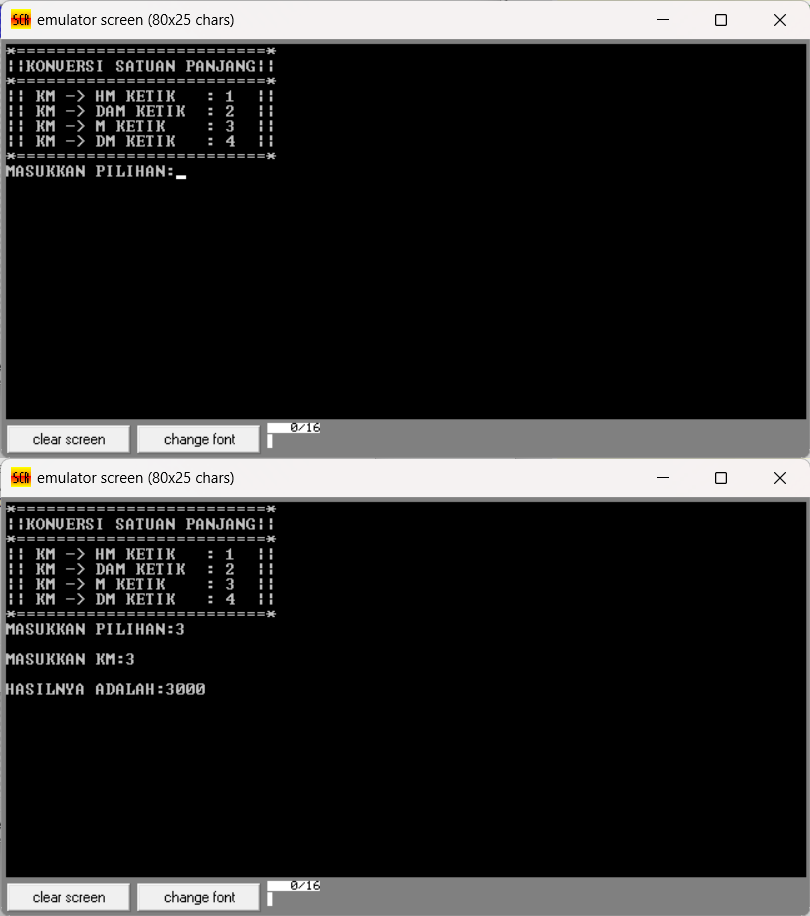 SCR emulator screen (80x25 chars)
*=========================*
||KONVERSI SATUAN PANJANG||
*=========================*
|| KM -> HM KETIK   : 1  ||
|| KM -> DAM KETIK  : 2  ||
|| KM -> M KETIK    : 3  ||
|| KM -> DM KETIK   : 4  ||
*=========================*
MASUKKAN PILIHAN:_
clear screen change font 0/16
SCR emulator screen (80x25 chars)
*=========================*
||KONVERSI SATUAN PANJANG||
*=========================*
|| KM -> HM KETIK   : 1  ||
|| KM -> DAM KETIK  : 2  ||
|| KM -> M KETIK    : 3  ||
|| KM -> DM KETIK   : 4  ||
*=========================*
MASUKKAN PILIHAN:3
MASUKKAN KM:3
HASILNYA ADALAH:3000
clear screen change font 0/16